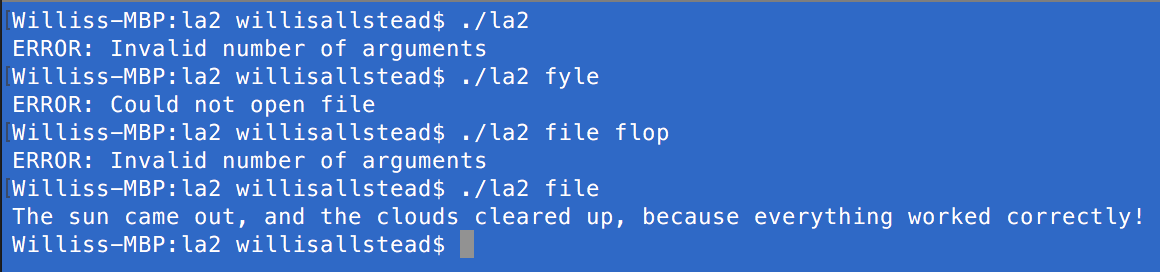 Williss-MBP:la2 willisallstead$ ./la2
ERROR: Invalid number of arguments
Williss-MBP:la2 willisallstead$ ./la2 fyle
ERROR: Could not open file
Williss-MBP:la2 willisallstead$ ./la2 file flop
ERROR: Invalid number of arguments
Williss-MBP:la2 willisallstead$ ./la2 file
The sun came out, and the clouds cleared up, because everything worked correctly!
Williss-MBP:la2 willisallstead$